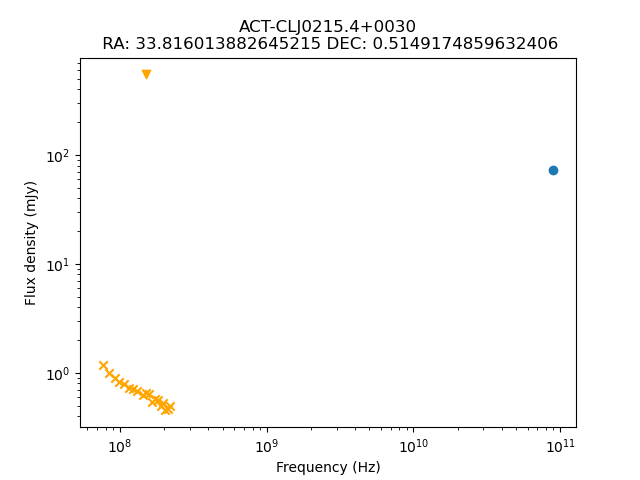 ACT-CLJ0215.4+0030
RA: 33.816013882645215 DEC: 0.5149174859632406
Flux density (mJy)
10²
10¹
10⁰
10⁸
10⁹
10¹⁰
10¹¹
Frequency (Hz)